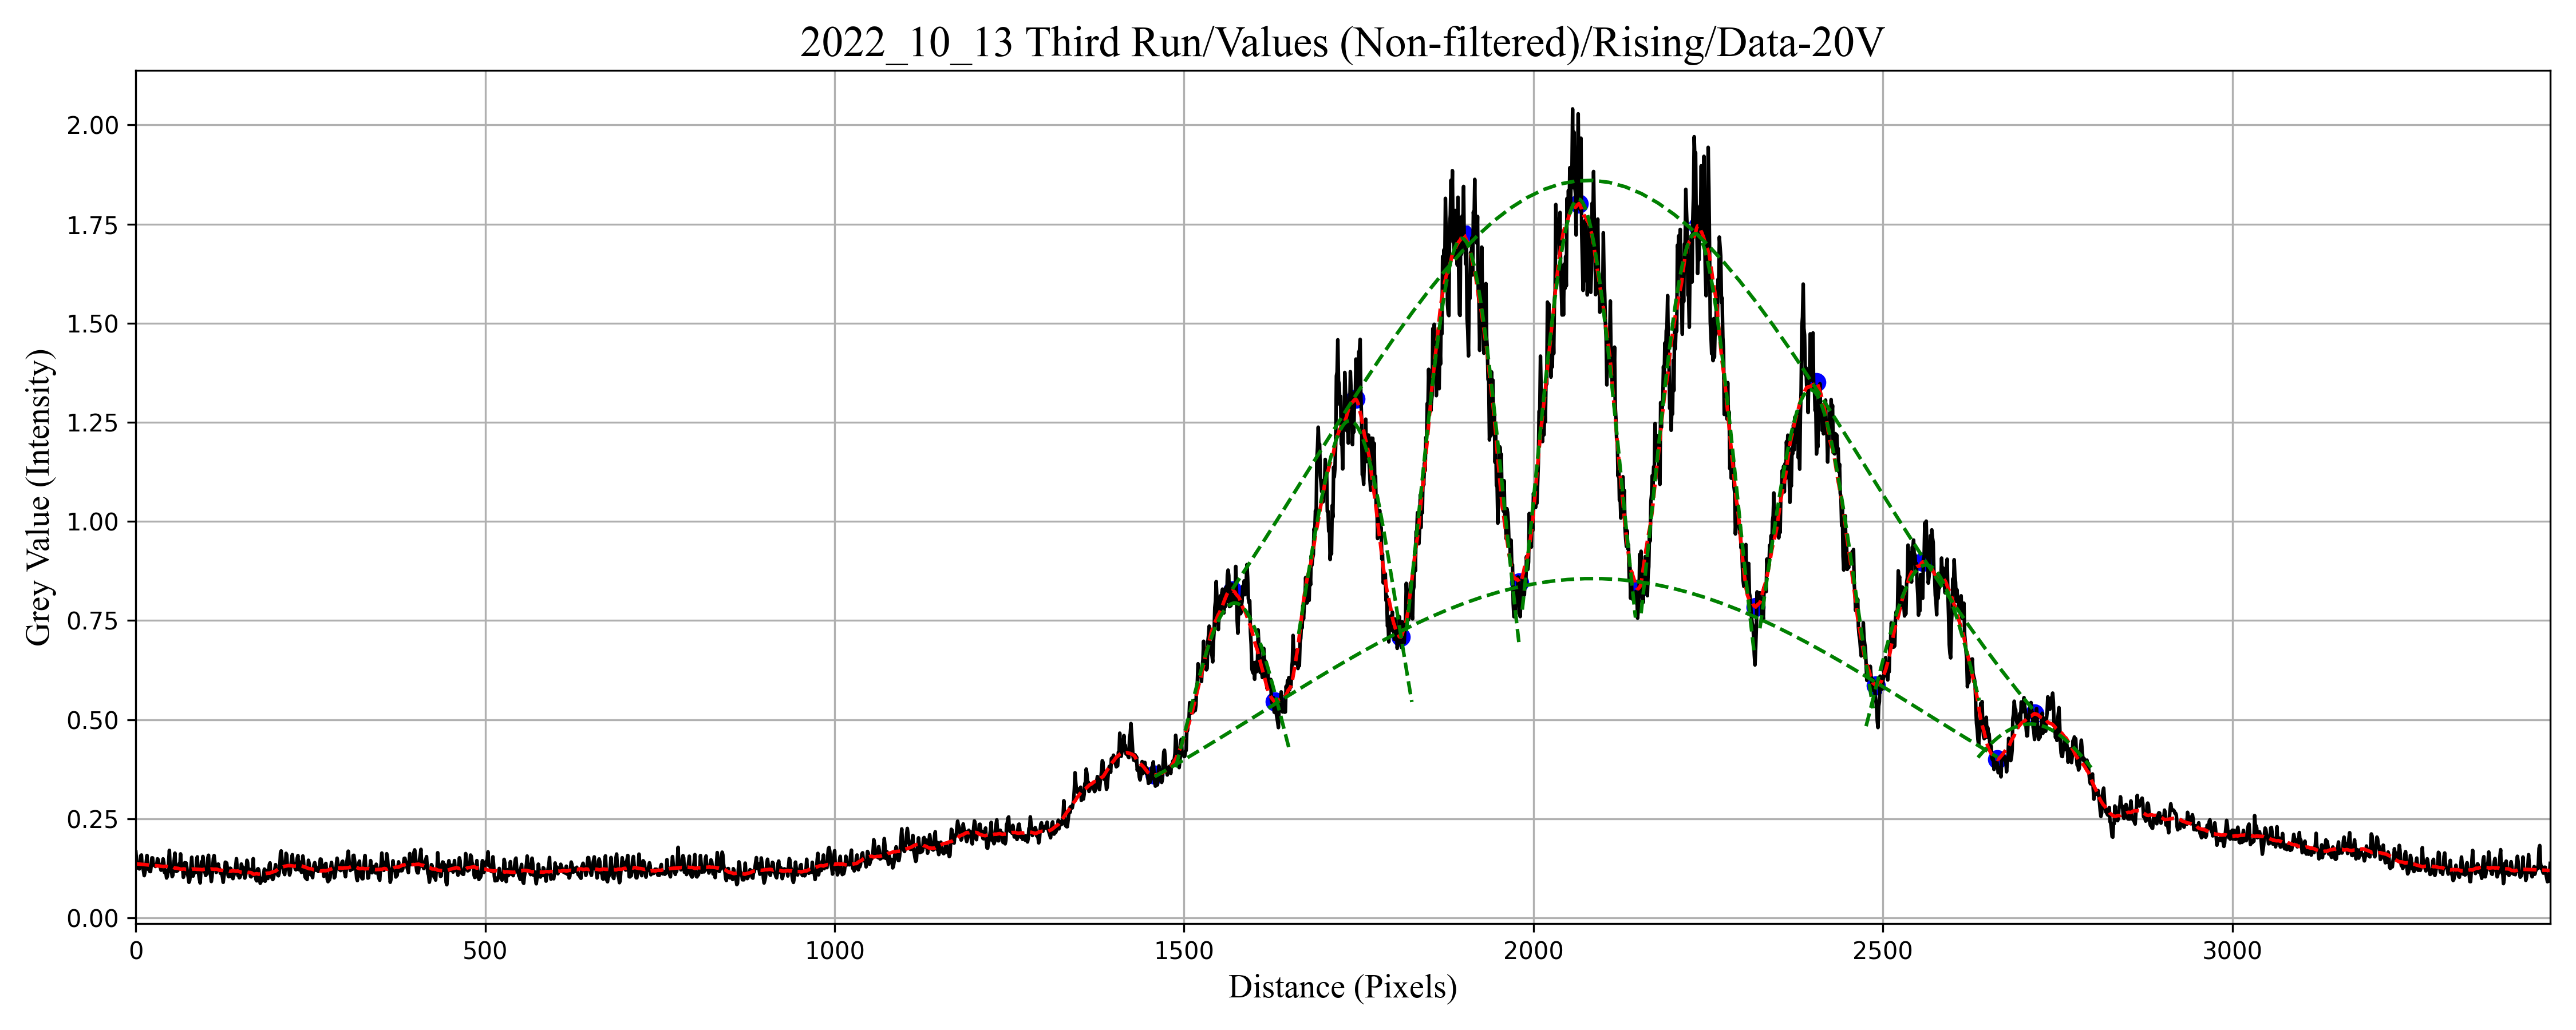 2022_10_13 Third Run/Values (Non-filtered)/Rising/Data-20V
Grey Value (Intensity)
2.00
1.75
1.50
1.25
1.00
0.75
0.50
0.25
0.00
0 500 1000 1500 2000 2500 3000
Distance (Pixels)